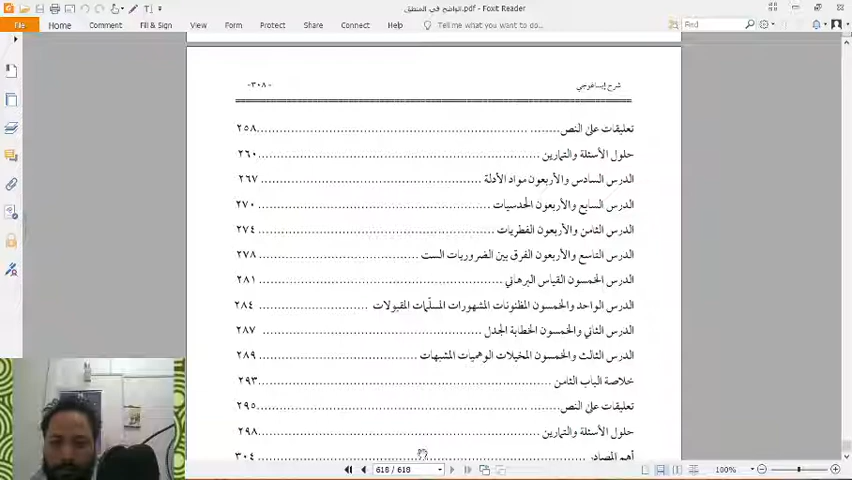 الواضح في المنطق.pdf - Foxit Reader
File Home Comment Fill & Sign View Form Protect Share Connect Help Tell me what you want to do... Find
شرح إيساغوجي -٣٠٨-
تعليقات على النص...........................٢٥٨
حلول الأسئلة والتمارين...........................٢٦٠
الدرس السادس والأربعون مواد الأدلة...........................٢٦٧
الدرس السابع والأربعون الحدسيات...........................٢٧٠
الدرس الثامن والأربعون الفطريات...........................٢٧٤
الدرس التاسع والأربعون الفرق بين الضروريات الست...........................٢٧٨
الدرس الخمسون القياس البرهاني...........................٢٨١
الدرس الواحد والخمسون المظنونات المشهورات المسلّمات المقبولات...........................٢٨٤
الدرس الثاني والخمسون الخطابة الجدل...........................٢٨٧
الدرس الثالث والخمسون المخيلات الوهميات المشبهات...........................٢٨٩
خلاصة الباب الثامن...........................٢٩٣
تعليقات على النص...........................٢٩٥
حلول الأسئلة والتمارين...........................٢٩٨
أهم المصادر...........................٣٠٤
618 / 618 100%